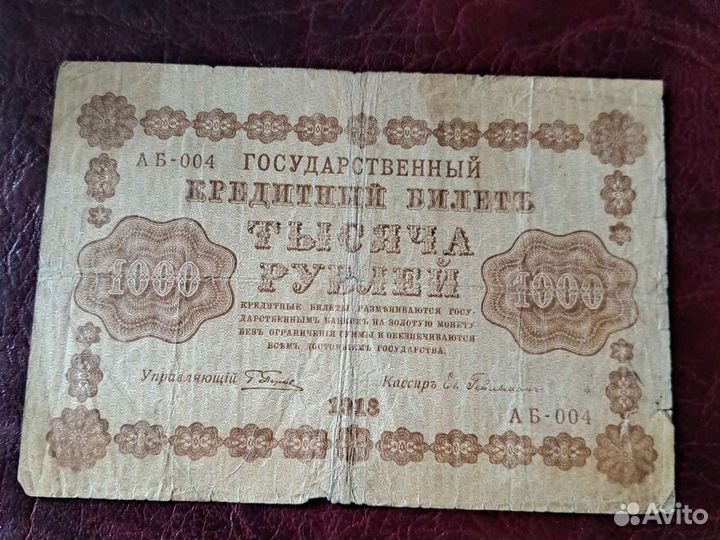 АБ-004 ГОСУДАРСТВЕННЫЙ
КРЕДИТНЫЙ БИЛЕТЪ
ТЫСЯЧА
РУБЛЕЙ
1000
1000
КРЕДИТНЫЕ БИЛЕТЫ РАЗМѢНИВАЮТСЯ ГОСУ-
ДАРСТВЕННЫМЪ БАНКОМЪ НА ЗОЛОТУЮ МОНЕТУ
БЕЗЪ ОГРАНИЧЕНІЯ СУММЫ И ОБЕЗПЕЧИВАЮТСЯ
ВСѢМЪ ДОСТОЯНІЕМЪ ГОСУДАРСТВА.
Управляющій
Кассиръ
1918
АБ-004
Avito